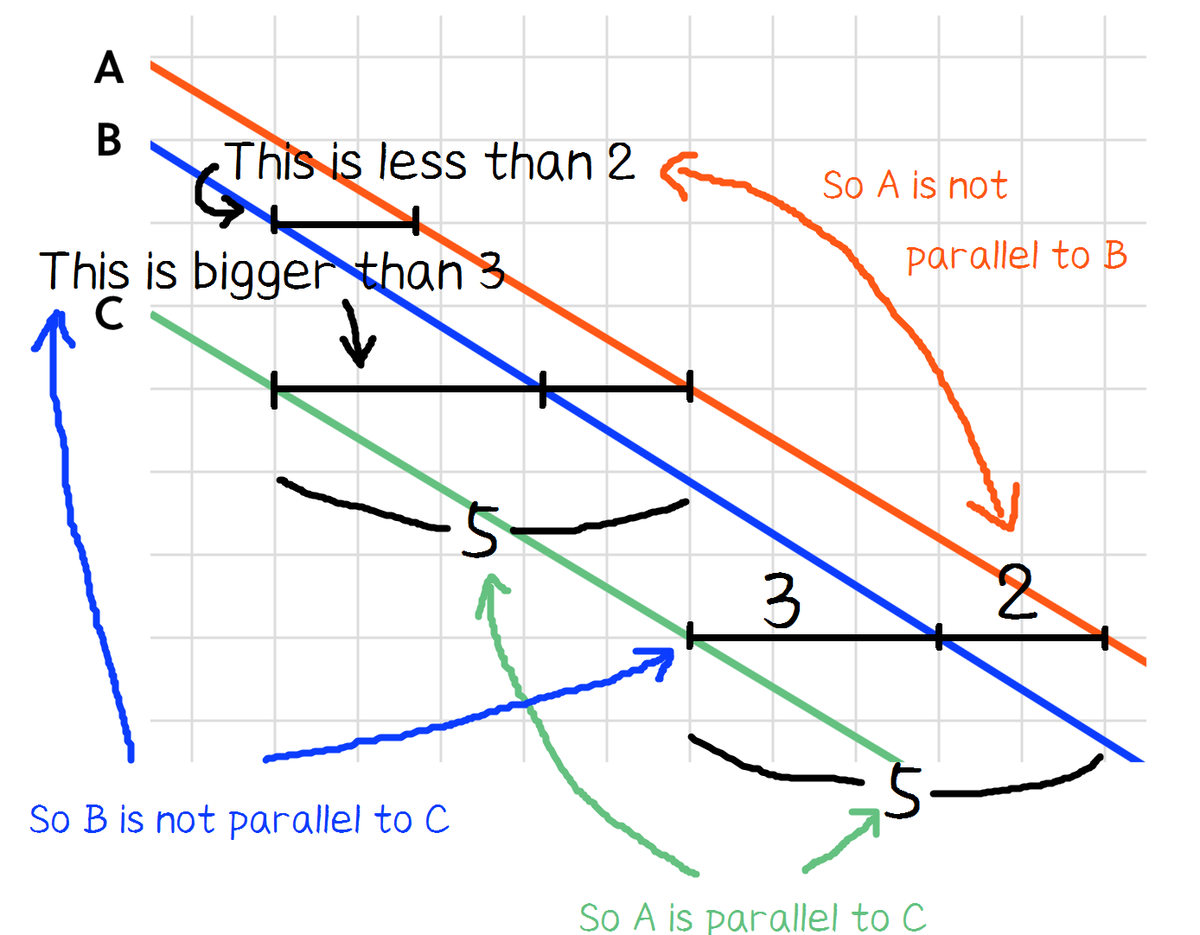 A
B
This is less than 2
So A is not
parallel to B
This is bigger than 3
C
5
3
2
5
So B is not parallel to C
So A is parallel to C